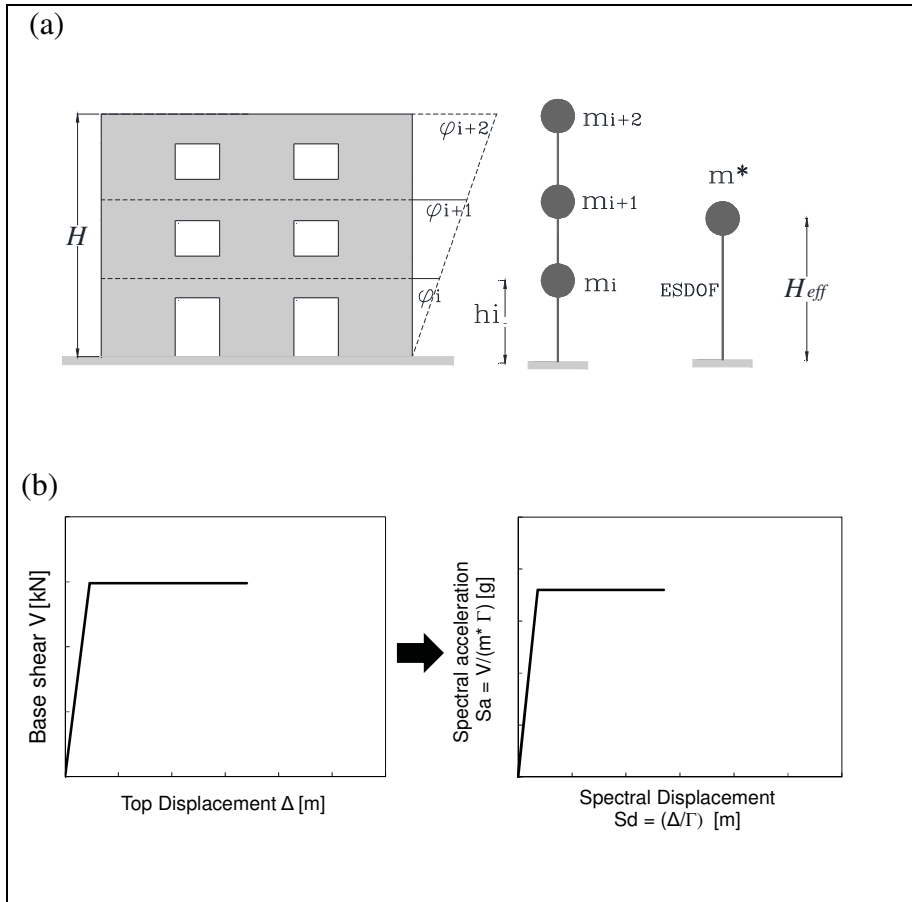 (a)
H
φi+2
φi+1
φi
mi+2
mi+1
mi
hi
m*
ESDOF
Heff
(b)
Base shear V [kN]
Top Displacement Δ [m]
Spectral acceleration
Sa = V/(m* Γ) [g]
Spectral Displacement
Sd = (Δ/Γ) [m]